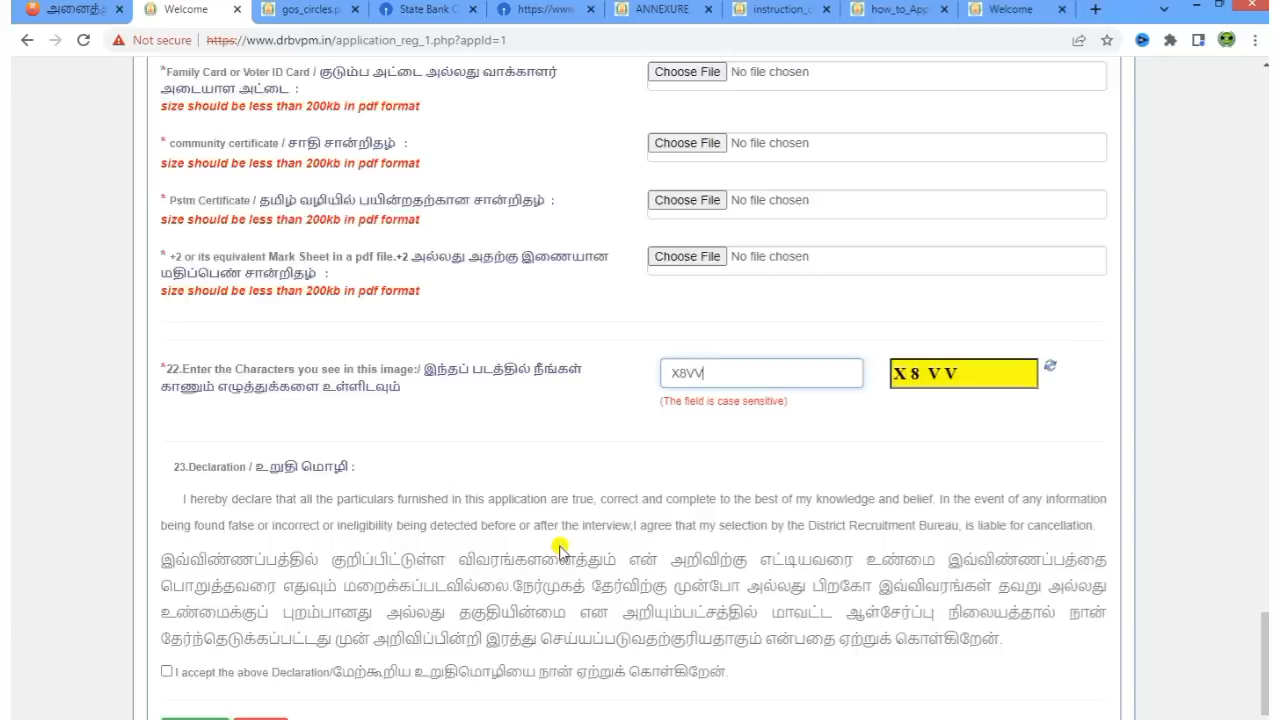 அனைத்
Welcome
gos_circles.p
State Bank C
https://www
ANNEXURE
instruction_c
how_to_App
Welcome
Not secure | https://www.drbvpm.in/application_reg_1.php?appId=1
*Family Card or Voter ID Card / குடும்ப அட்டை அல்லது வாக்காளர்
அடையாள அட்டை :
size should be less than 200kb in pdf format
Choose File No file chosen
* community certificate / சாதி சான்றிதழ் :
size should be less than 200kb in pdf format
Choose File No file chosen
* Pstm Certificate / தமிழ் வழியில் பயின்றதற்கான சான்றிதழ் :
size should be less than 200kb in pdf format
Choose File No file chosen
* +2 or its equivalent Mark Sheet in a pdf file.+2 அல்லது அதற்கு இணையான
மதிப்பெண் சான்றிதழ் :
size should be less than 200kb in pdf format
Choose File No file chosen
*22.Enter the Characters you see in this image:/ இந்தப் படத்தில் நீங்கள்
காணும் எழுத்துக்களை உள்ளிடவும்
X8VV
X 8 V V
(The field is case sensitive)
23.Declaration / உறுதி மொழி :
I hereby declare that all the particulars furnished in this application are true, correct and complete to the best of my knowledge and belief. In the event of any information
being found false or incorrect or ineligibility being detected before or after the interview,I agree that my selection by the District Recruitment Bureau, is liable for cancellation.
இவ்விண்ணப்பத்தில் குறிப்பிட்டுள்ள விவரங்களனைத்தும் என் அறிவிற்கு எட்டியவரை உண்மை இவ்விண்ணப்பத்தை
பொறுத்தவரை எதுவும் மறைக்கப்படவில்லை.நேர்முகத் தேர்விற்கு முன்போ அல்லது பிறகோ இவ்விவரங்கள் தவறு அல்லது
உண்மைக்குப் புறம்பானது அல்லது தகுதியின்மை என அறியும்பட்சத்தில் மாவட்ட ஆள்சேர்ப்பு நிலையத்தால் நான்
தேர்ந்தெடுக்கப்பட்டது முன் அறிவிப்பின்றி இரத்து செய்யப்படுவதற்குரியதாகும் என்பதை ஏற்றுக் கொள்கிறேன்.
I accept the above Declaration/மேற்கூறிய உறுதிமொழியை நான் ஏற்றுக் கொள்கிறேன்.